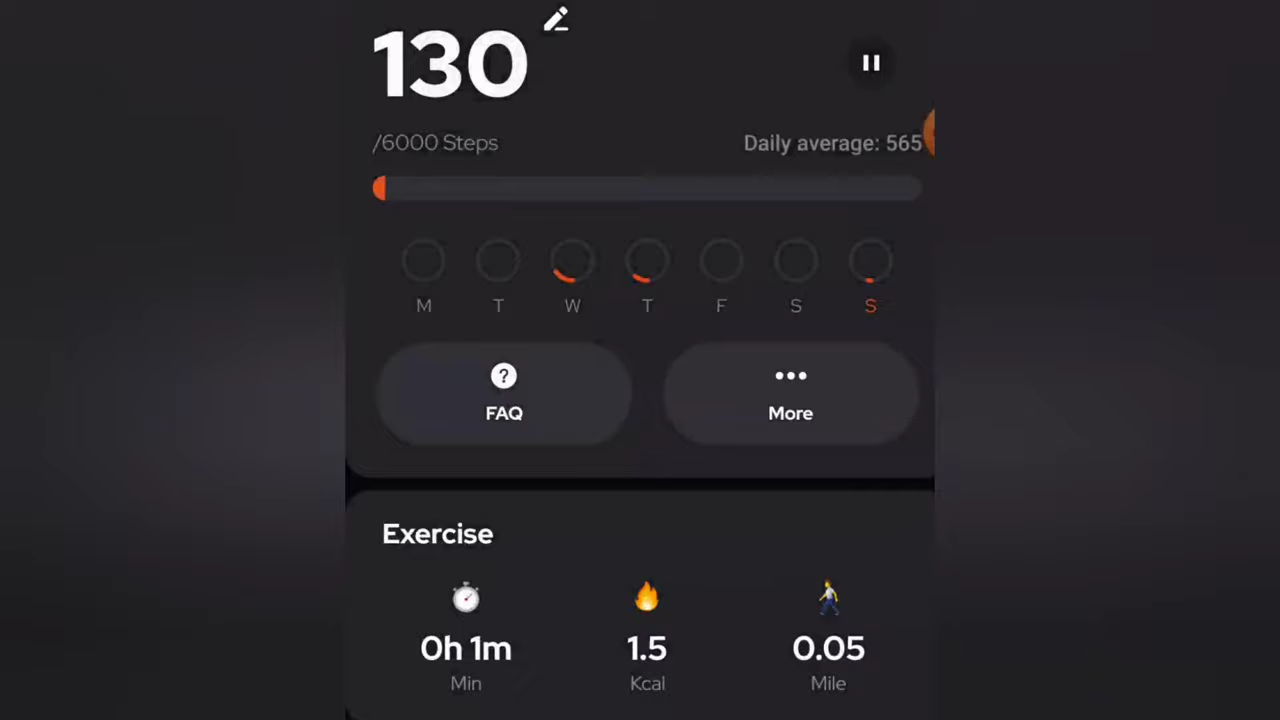 130
/6000 Steps
Daily average: 565
M T W T F S S
? FAQ
More
Exercise
0h 1m 1.5 0.05
Min Kcal Mile